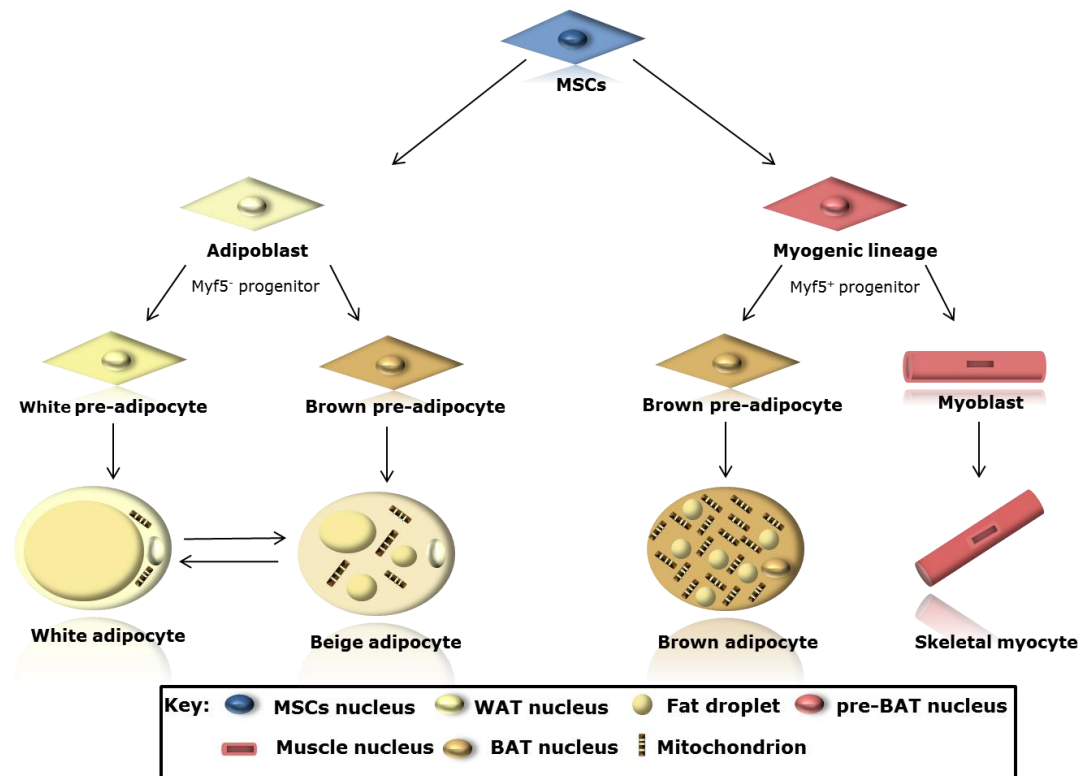 MSCs
Adipoblast
Myogenic lineage
Myf5⁻ progenitor
Myf5⁺ progenitor
White pre-adipocyte
Brown pre-adipocyte
Brown pre-adipocyte
Myoblast
White adipocyte
Beige adipocyte
Brown adipocyte
Skeletal myocyte
Key: MSCs nucleus WAT nucleus Fat droplet pre-BAT nucleus
Muscle nucleus BAT nucleus Mitochondrion